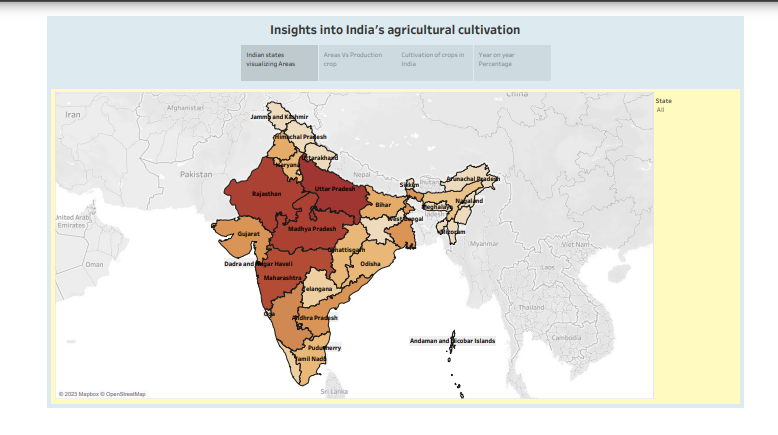 Insights into India's agricultural cultivation
Indian states
visualizing Areas
Areas Vs Production
crop
Cultivation of crops in
India
Year on year
Percentage
State
All
China
Iran
Afghanistan
Jammu and Kashmir
Himachal Pradesh
Uttarakhand
Haryana
Pakistan
Nepal
Arunachal Pradesh
Rajasthan
Uttar Pradesh
Sikkim
Bhutan
Bihar
Meghalaya
Nagaland
United Arab
Emirates
West Bengal
Gujarat
Madhya Pradesh
Mizoram
Myanmar
Viet Nam
Oman
Dadra and Nagar Haveli
Chhattisgarh
Odisha
Laos
Maharashtra
Telangana
Thailand
Goa
Andhra Pradesh
Andaman and Nicobar Islands
Cambodia
Puducherry
Tamil Nadu
Sri Lanka
© 2023 Mapbox © OpenStreetMap